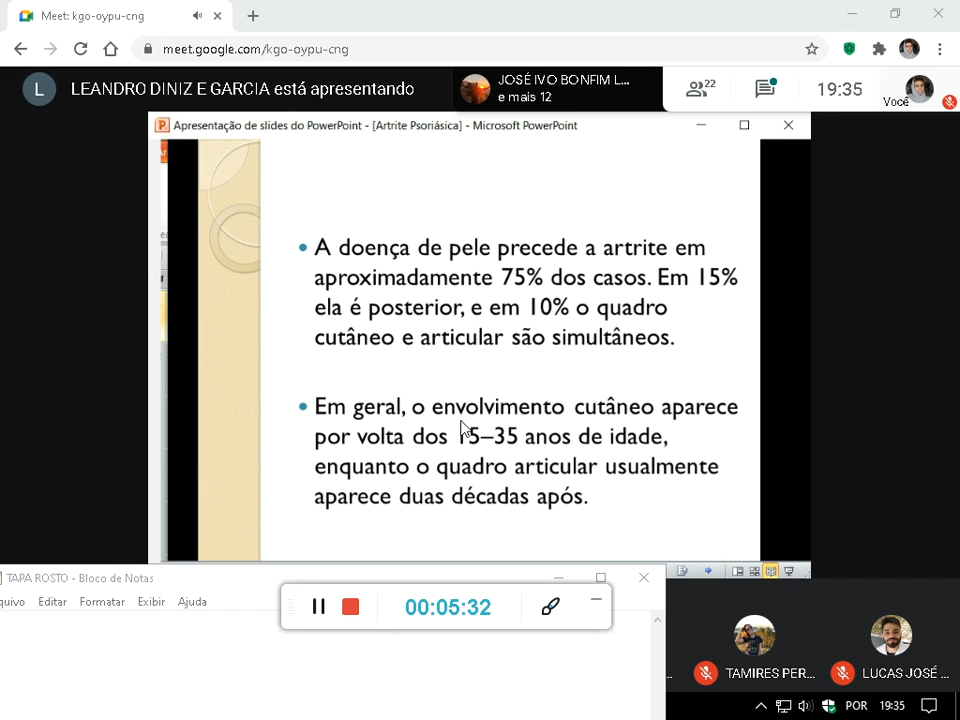 Meet: kgo-oypu-cng
meet.google.com/kgo-oypu-cng
L
LEANDRO DINIZ E GARCIA está apresentando
JOSÉ IVO BONFIM L...
e mais 12
22
19:35
Você
Apresentação de slides do PowerPoint - [Artrite Psoriásica] - Microsoft PowerPoint
• A doença de pele precede a artrite em
aproximadamente 75% dos casos. Em 15%
ela é posterior, e em 10% o quadro
cutâneo e articular são simultâneos.
• Em geral, o envolvimento cutâneo aparece
por volta dos 15–35 anos de idade,
enquanto o quadro articular usualmente
aparece duas décadas após.
TAPA ROSTO - Bloco de Notas
quivo Editar Formatar Exibir Ajuda
00:05:32
TAMIRES PER...
LUCAS JOSÉ ...
POR 19:35